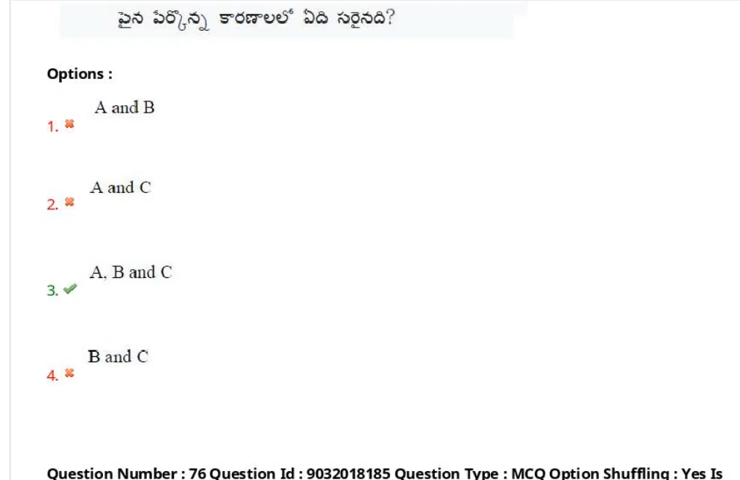 పైన పేర్కొన్న కారణాలలో ఏది సరైనది?
Options :
A and B
1.
A and C
2.
A, B and C
3.
B and C
4.
Question Number : 76 Question Id : 9032018185 Question Type : MCQ Option Shuffling : Yes Is